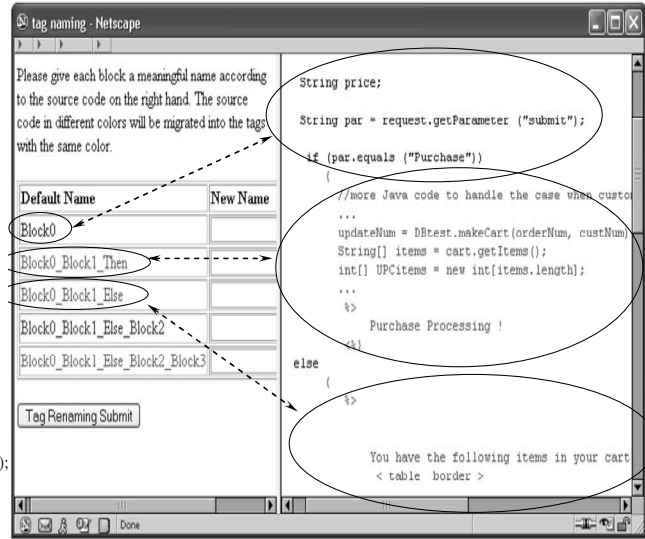 tag naming - Netscape
Please give each block a meaningful name according
to the source code on the right hand. The source
code in different colors will be migrated into the tags
with the same color.
Default Name New Name
Block0
Block0_Block1_Then
Block0_Block1_Else
Block0_Block1_Else_Block2
Block0_Block1_Else_Block2_Block3
Tag Renaming Submit
);
String price;
String par = request.getParameter ("submit");
if (par.equals ("Purchase"))
{
//more Java code to handle the case when custom
...
updateNum = DBtest.makeCart(orderNum, custNum)
String[] items = cart.getItems();
int[] UPCitems = new int[items.length];
...
%>
Purchase Processing !
<%}
else
{
%>
You have the following items in your cart
< table border >
Done